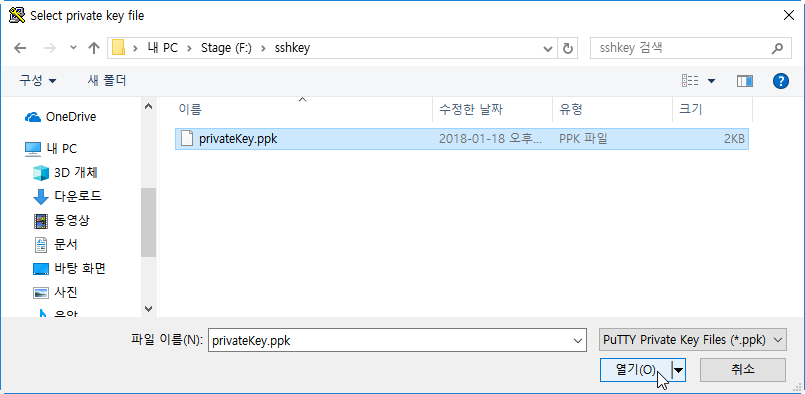 Select private key file
내 PC > Stage (F:) > sshkey
sshkey 검색
구성
새 폴더
이름 수정한 날짜 유형 크기
privateKey.ppk 2018-01-18 오후... PPK 파일 2KB
OneDrive
내 PC
3D 개체
다운로드
동영상
문서
바탕 화면
사진
음악
파일 이름(N): privateKey.ppk PuTTY Private Key Files (*.ppk)
열기(O) 취소